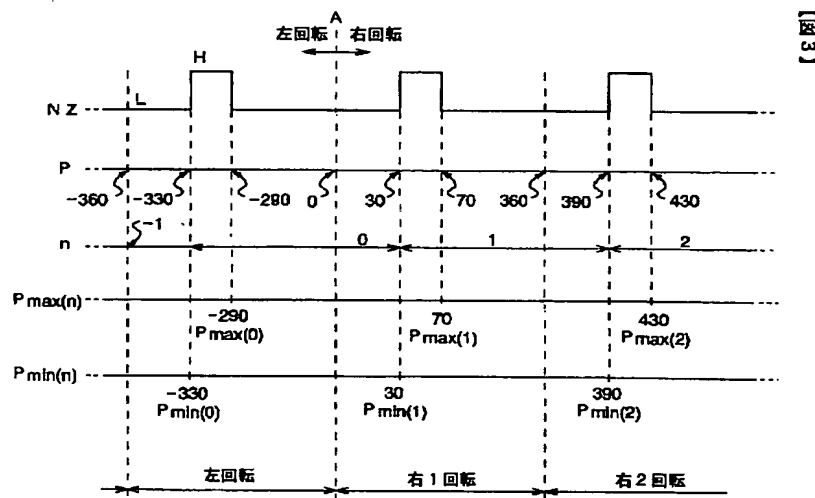 【図3】
A
左回転 右回転
H
L
NZ
P
-360 -330 -290 0 30 70 360 390 430
-1
n 0 1 2
Pmax(n)
-290 70 430
Pmax(0) Pmax(1) Pmax(2)
Pmin(n)
-330 30 390
Pmin(0) Pmin(1) Pmin(2)
左回転 右1回転 右2回転